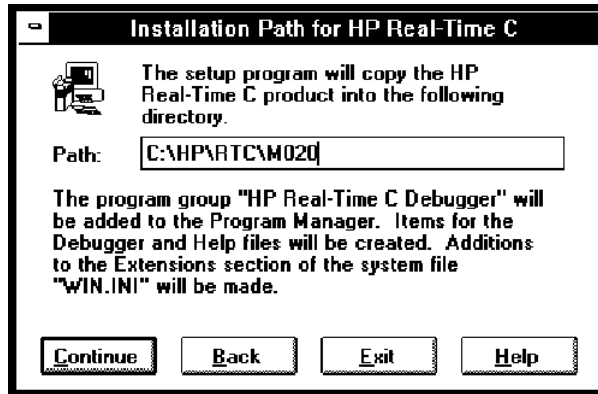 Installation Path for HP Real-Time C
The setup program will copy the HP
Real-Time C product into the following
directory.
Path: C:\HP\RTC\M020
The program group "HP Real-Time C Debugger" will
be added to the Program Manager. Items for the
Debugger and Help files will be created. Additions
to the Extensions section of the system file
"WIN.INI" will be made.
Continue Back Exit Help